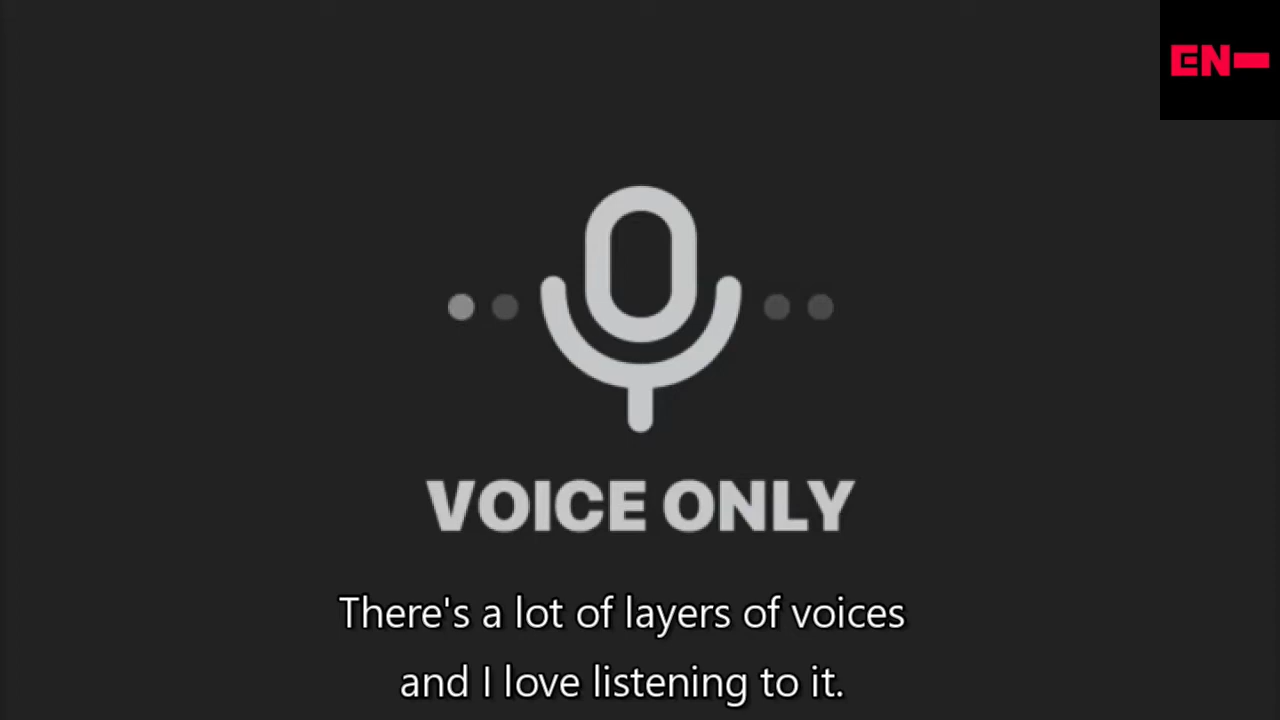 EN-
VOICE ONLY
There's a lot of layers of voices
and I love listening to it.